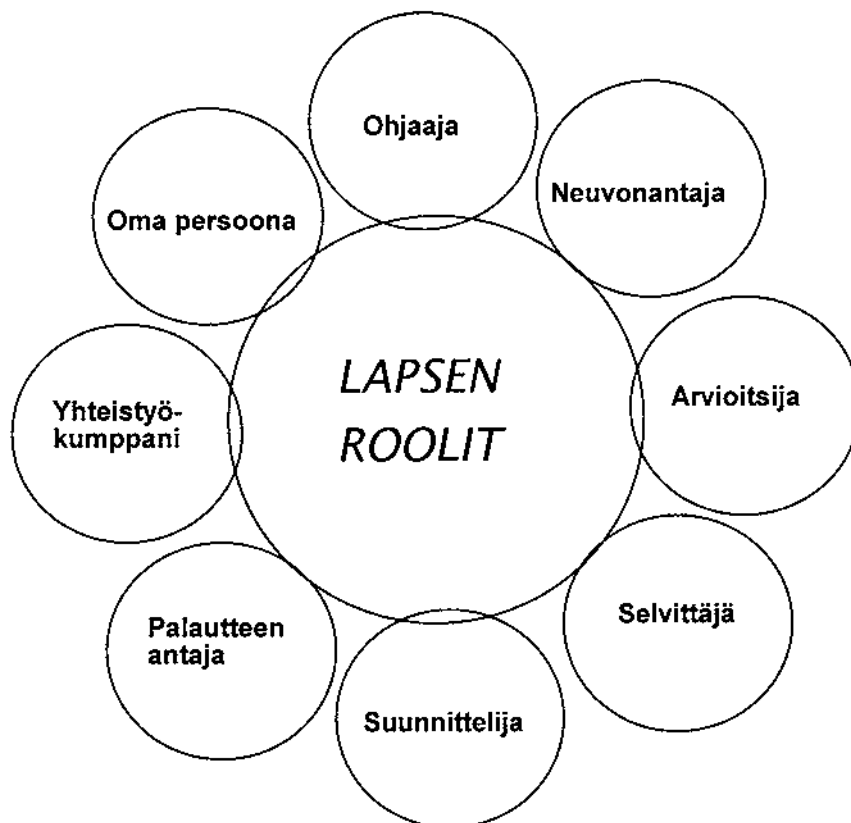 Ohjaaja
Neuvonantaja
Oma persoona
LAPSEN
ROOLIT
Arvioitsija
Yhteistyö-
kumppani
Selvittäjä
Palautteen
antaja
Suunnittelija